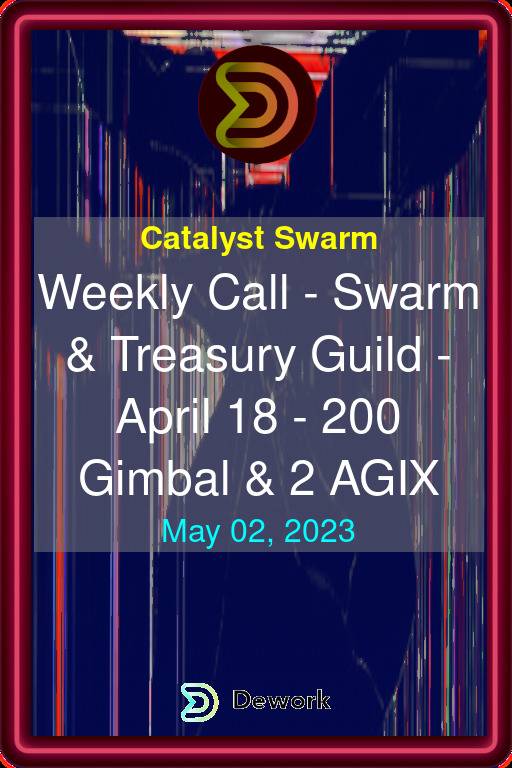 Catalyst Swarm
Weekly Call - Swarm
& Treasury Guild -
April 18 - 200
Gimbal & 2 AGIX
May 02, 2023
Dework